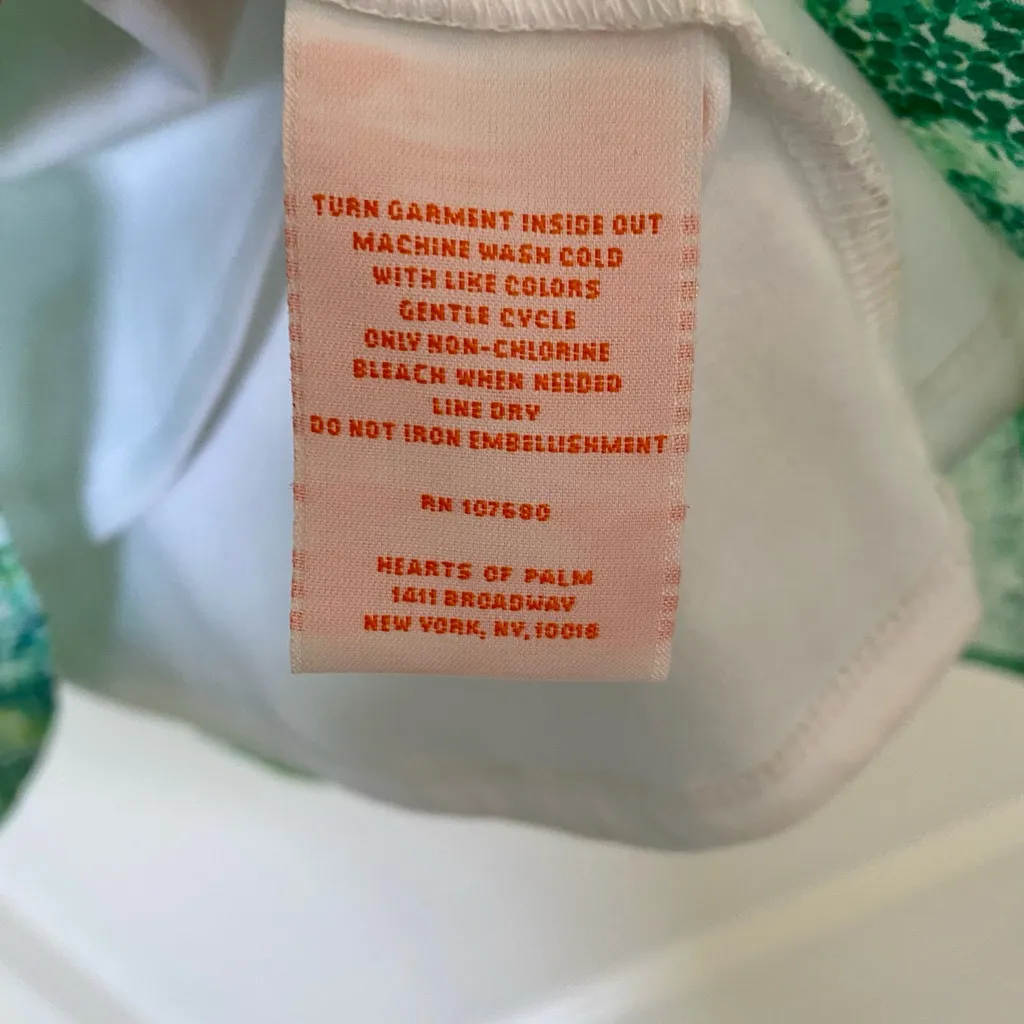 TURN GARMENT INSIDE OUT
MACHINE WASH COLD
WITH LIKE COLORS
GENTLE CYCLE
ONLY NON-CHLORINE
BLEACH WHEN NEEDED
LINE DRY
DO NOT IRON EMBELLISHMENT
RN 107680
HEARTS OF PALM
1411 BROADWAY
NEW YORK, NY, 10018